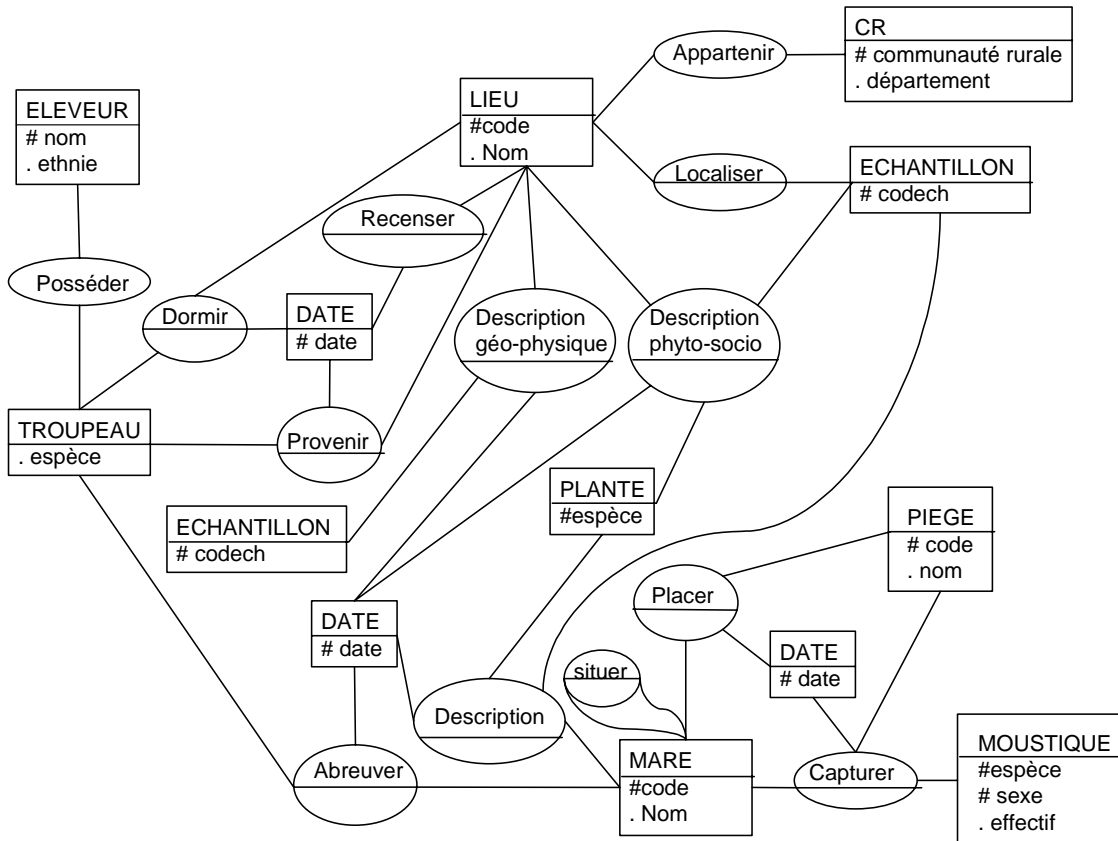 CR
# communauté rurale
. département
Appartenir
ELEVEUR
# nom
. ethnie
LIEU
#code
. Nom
Localiser
ECHANTILLON
# codech
Recenser
Posséder
Dormir
DATE
# date
Description
géo-physique
Description
phyto-socio
TROUPEAU
. espèce
Provenir
PLANTE
#espèce
ECHANTILLON
# codech
PIEGE
# code
. nom
Placer
DATE
# date
DATE
# date
situer
Description
Abreuver
MARE
#code
. Nom
Capturer
MOUSTIQUE
#espèce
# sexe
. effectif